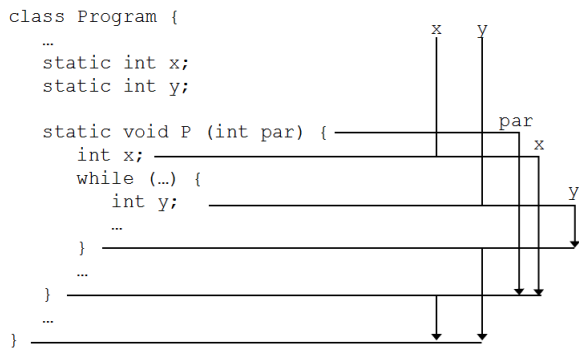 class Program {
x y
…
static int x;
static int y;
par
static void P (int par) {
x
int x;
while (…) {
y
int y;
…
}
…
}
…
}